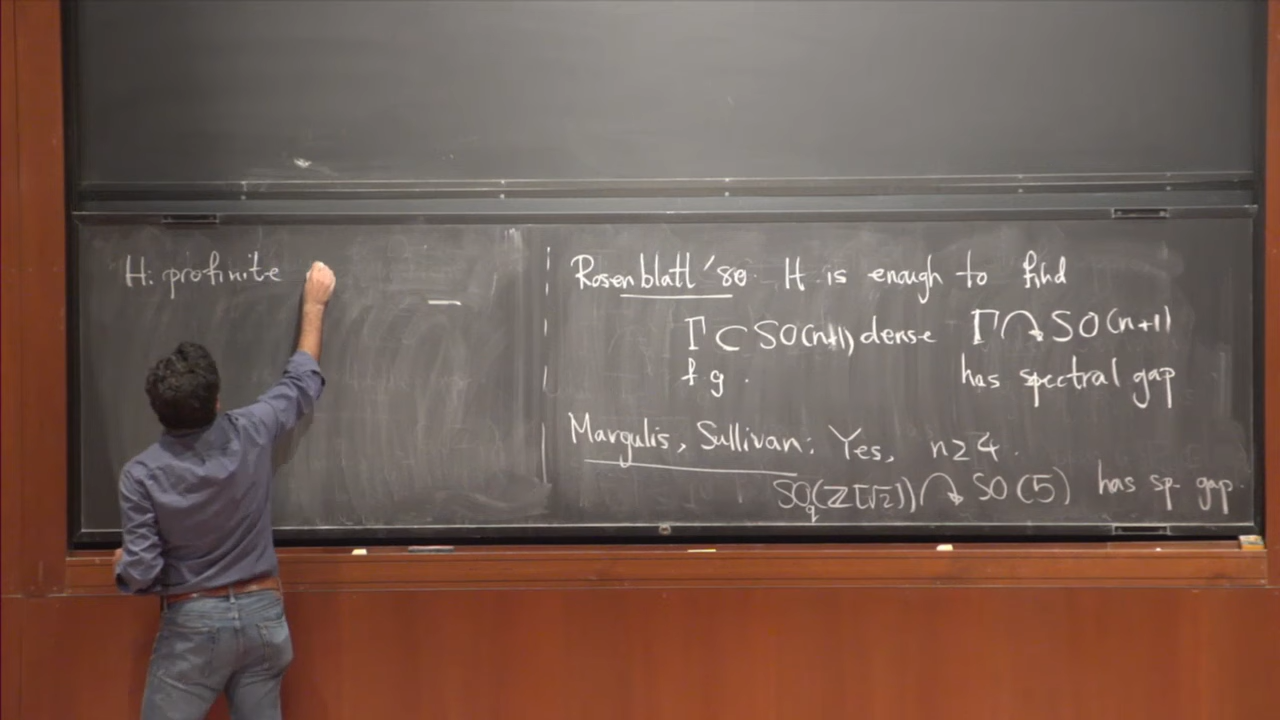 H: profinite
Rosenblatt '80. It is enough to find
Γ ⊂ SO(n+1) dense Γ↷SO(n+1)
f g. has spectral gap
Margulis, Sullivan: Yes, n≥4.
SO_q(ℤ[√2])↷SO(5) has sp. gap.